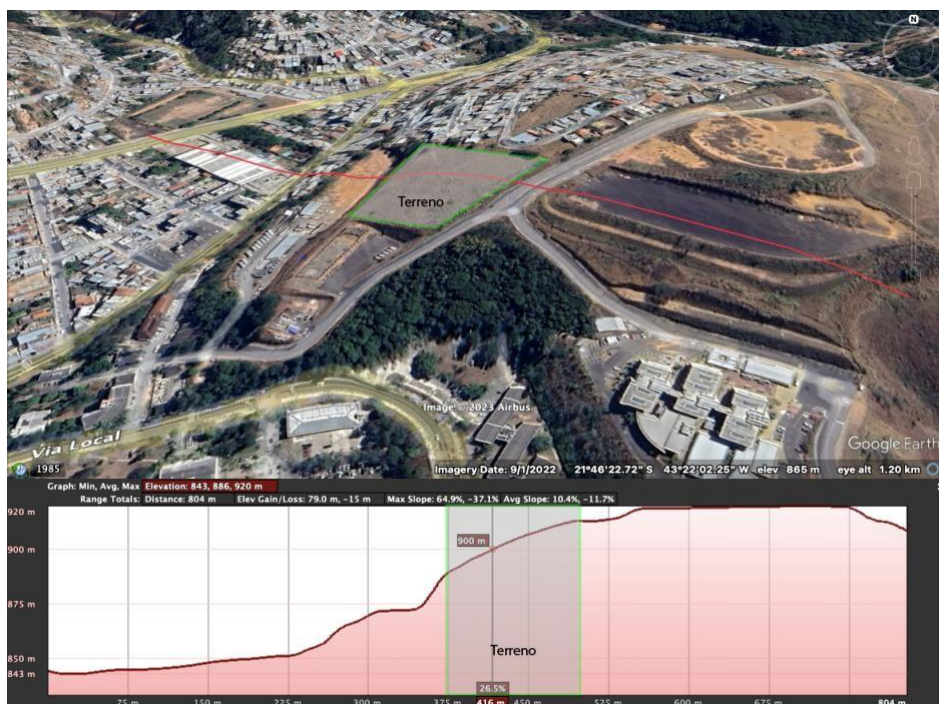 N
Terreno
Image © 2023 Airbus
Via Local
Google Earth
1985
Imagery Date: 9/1/2022 21°46'22.72" S 43°22'02.25" W elev 865 m eye alt 1.20 km
Graph: Min, Avg, Max Elevation: 843, 886, 920 m
Range Totals: Distance: 804 m Elev Gain/Loss: 79.0 m, -15 m Max Slope: 64.9%, -37.1% Avg Slope: 10.4%, -11.7%
920 m
900 m
900 m
875 m
850 m
Terreno
843 m
26.5%
75 m 150 m 225 m 300 m 375 m 416 m 450 m 525 m 600 m 675 m 804 m